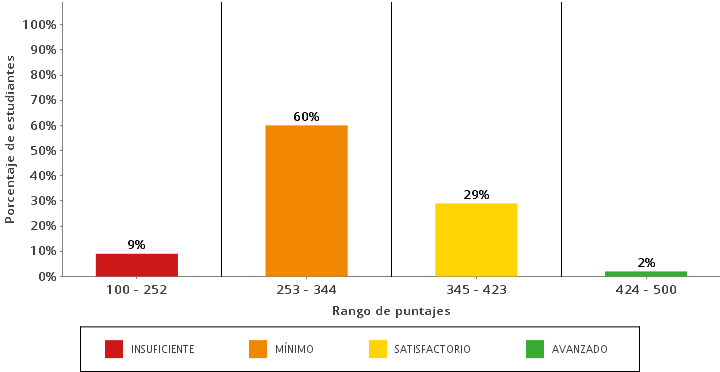 Porcentaje de estudiantes
100%
90%
80%
70%
60%
50%
40%
30%
20%
10%
0%
9%
60%
29%
2%
100 - 252
253 - 344
345 - 423
424 - 500
Rango de puntajes
INSUFICIENTE
MÍNIMO
SATISFACTORIO
AVANZADO